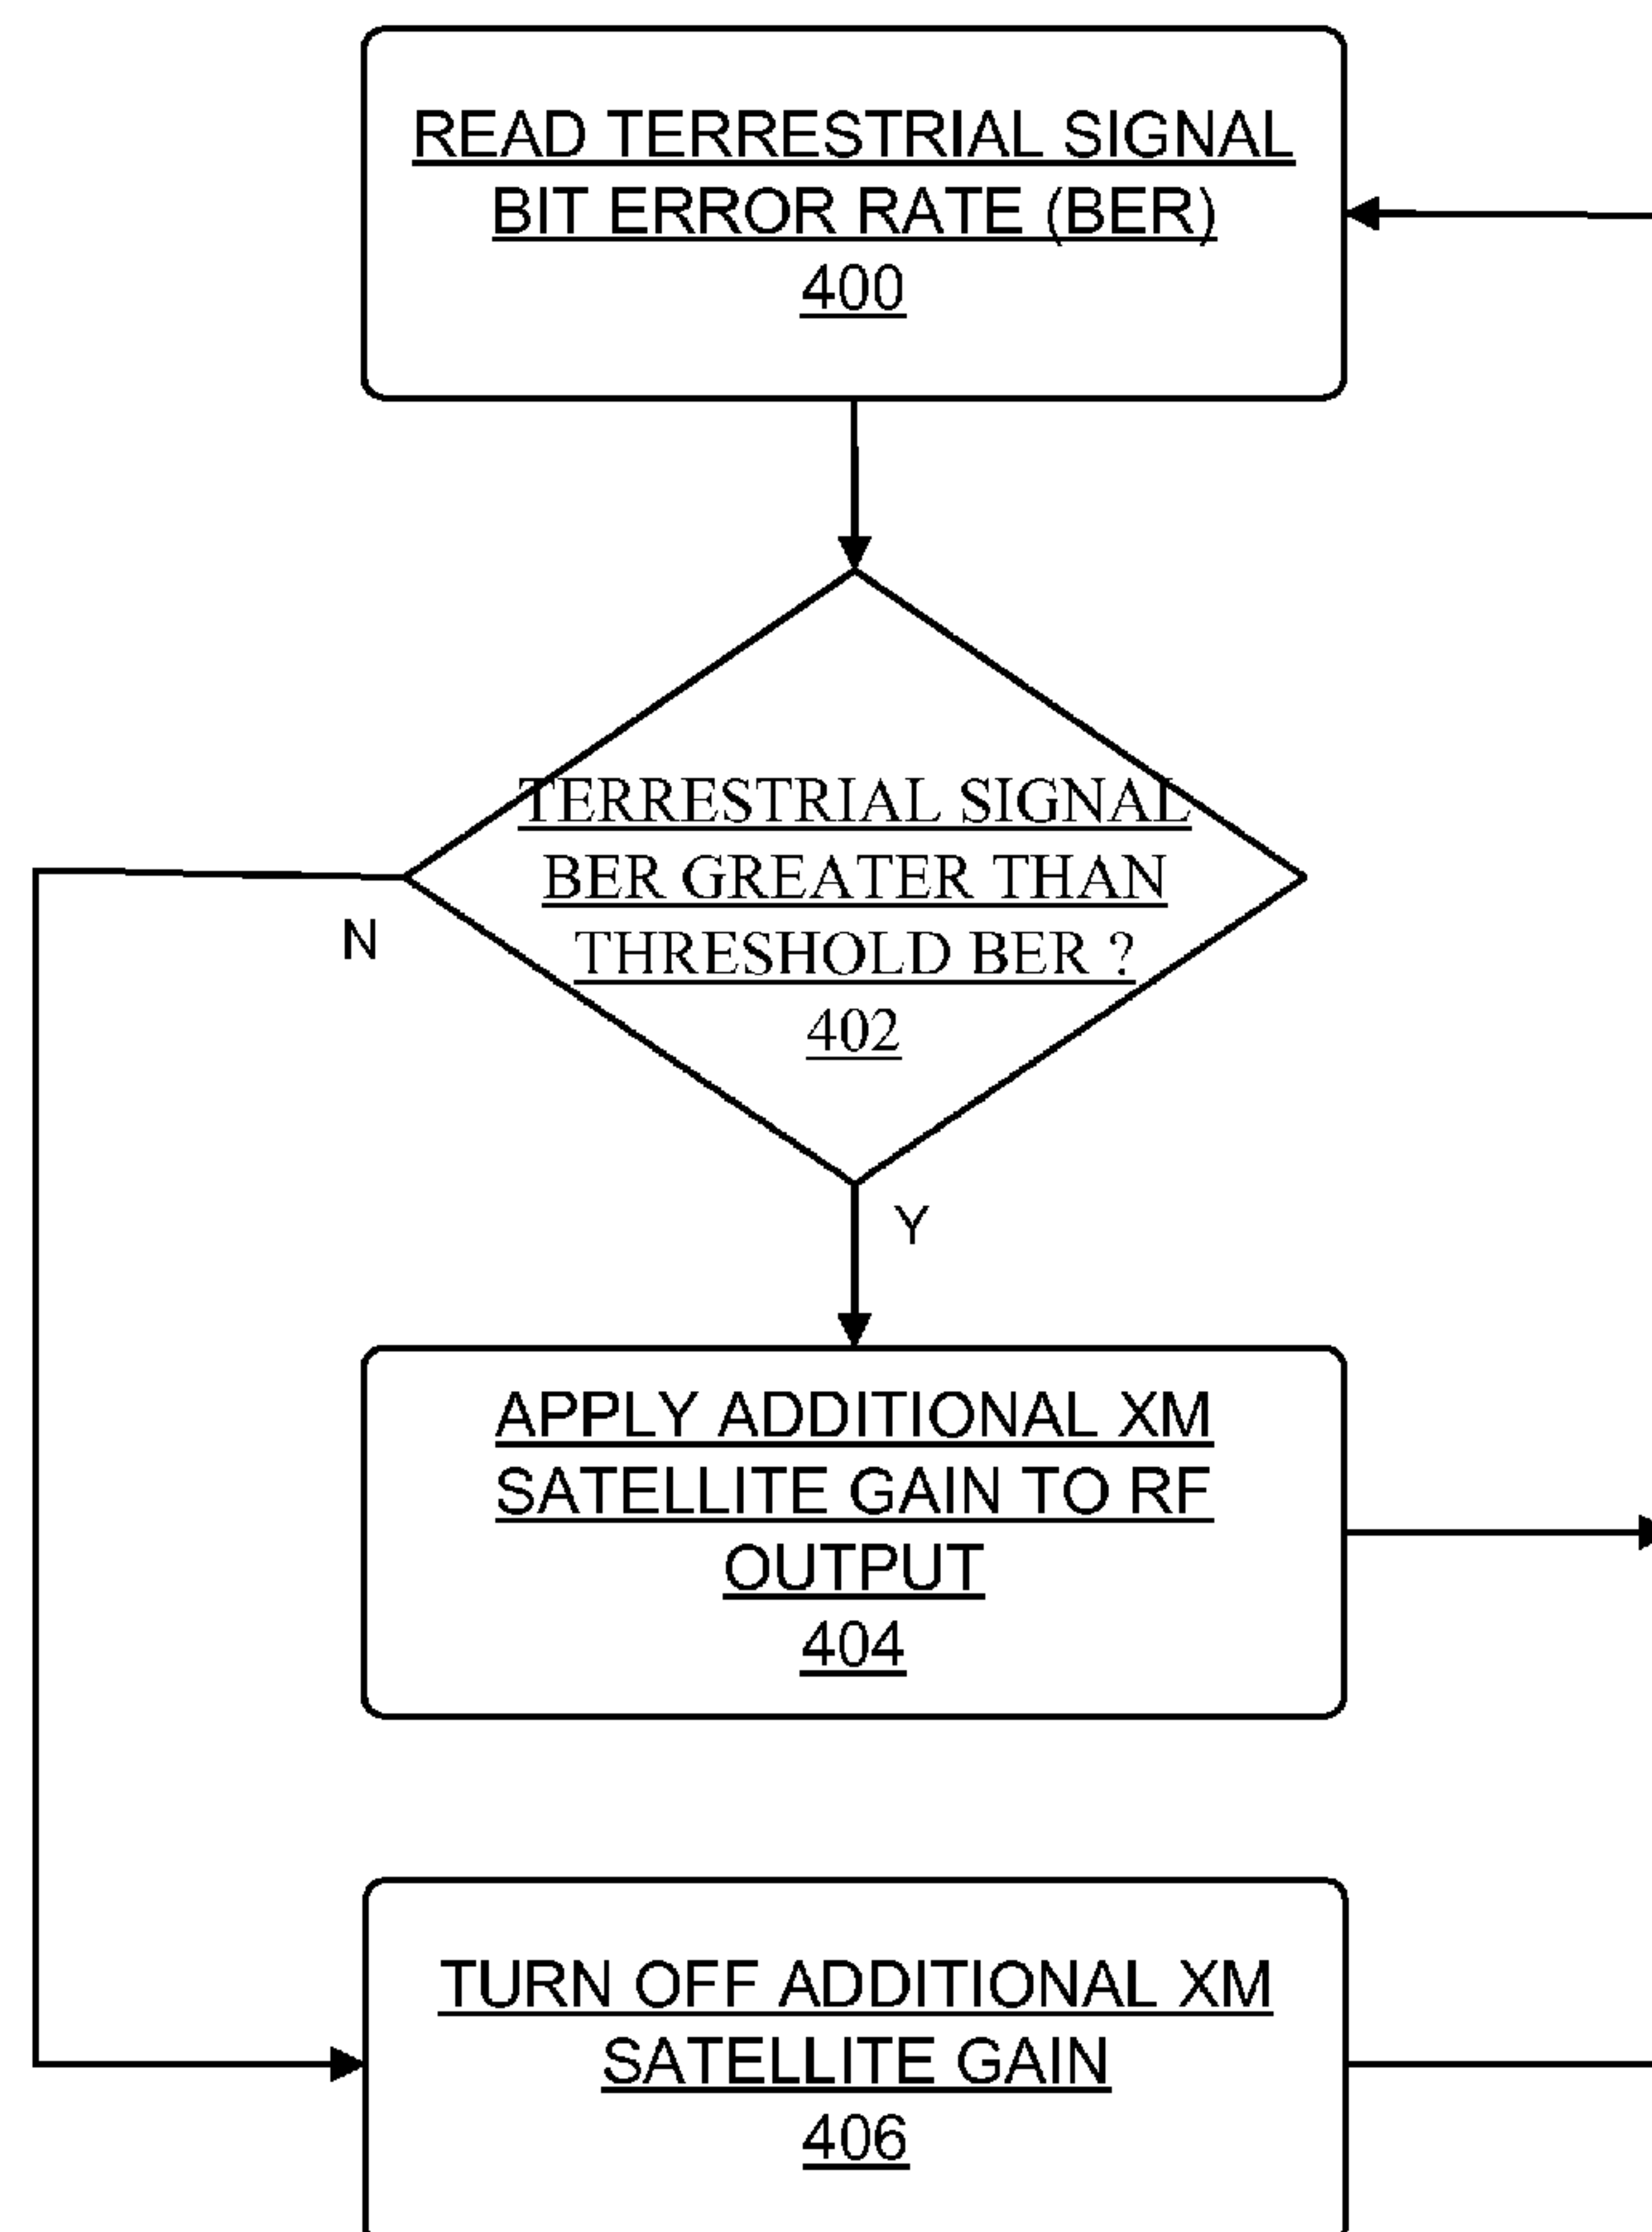 READ TERRESTRIAL SIGNAL
BIT ERROR RATE (BER)
400
TERRESTRIAL SIGNAL
BER GREATER THAN
THRESHOLD BER ?
402
N
Y
APPLY ADDITIONAL XM
SATELLITE GAIN TO RF
OUTPUT
404
TURN OFF ADDITIONAL XM
SATELLITE GAIN
406